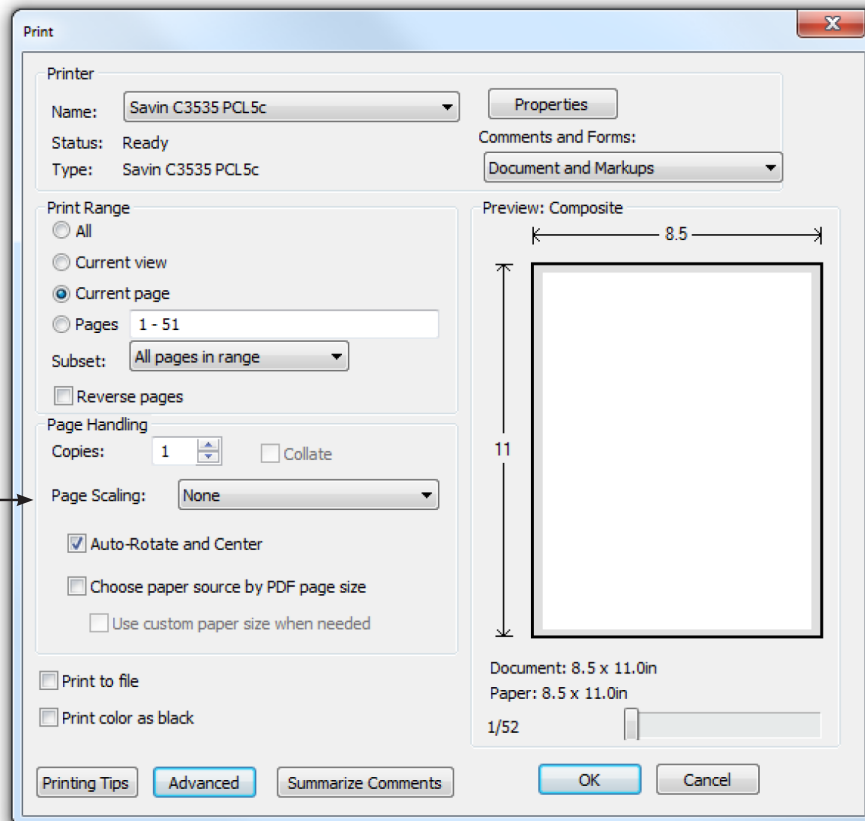 Print
Printer
Name: Savin C3535 PCL5c
Properties
Status: Ready
Comments and Forms:
Type: Savin C3535 PCL5c
Document and Markups
Print Range
All
Current view
Current page
Pages 1 - 51
Subset: All pages in range
Reverse pages
Page Handling
Copies: 1
Collate
Page Scaling: None
Auto-Rotate and Center
Choose paper source by PDF page size
Use custom paper size when needed
Print to file
Print color as black
Preview: Composite
8.5
11
Document: 8.5 x 11.0in
Paper: 8.5 x 11.0in
1/52
Printing Tips
Advanced
Summarize Comments
OK
Cancel